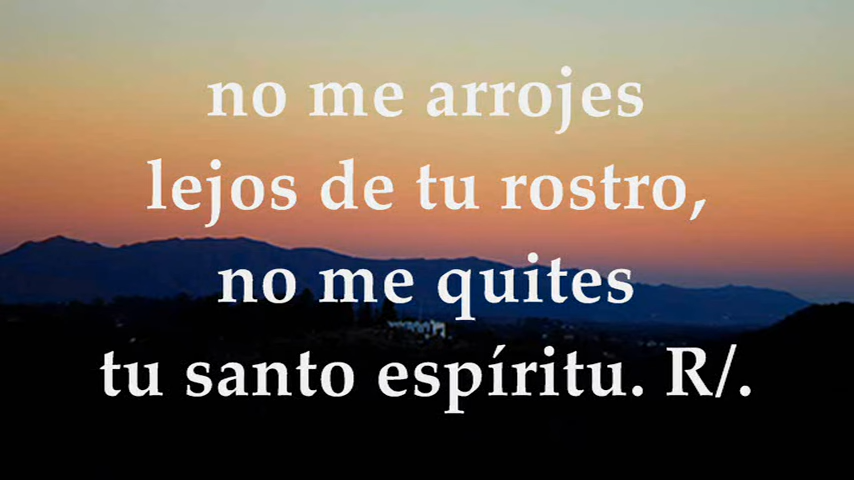 no me arrojes
lejos de tu rostro,
no me quites
tu santo espíritu. R/.